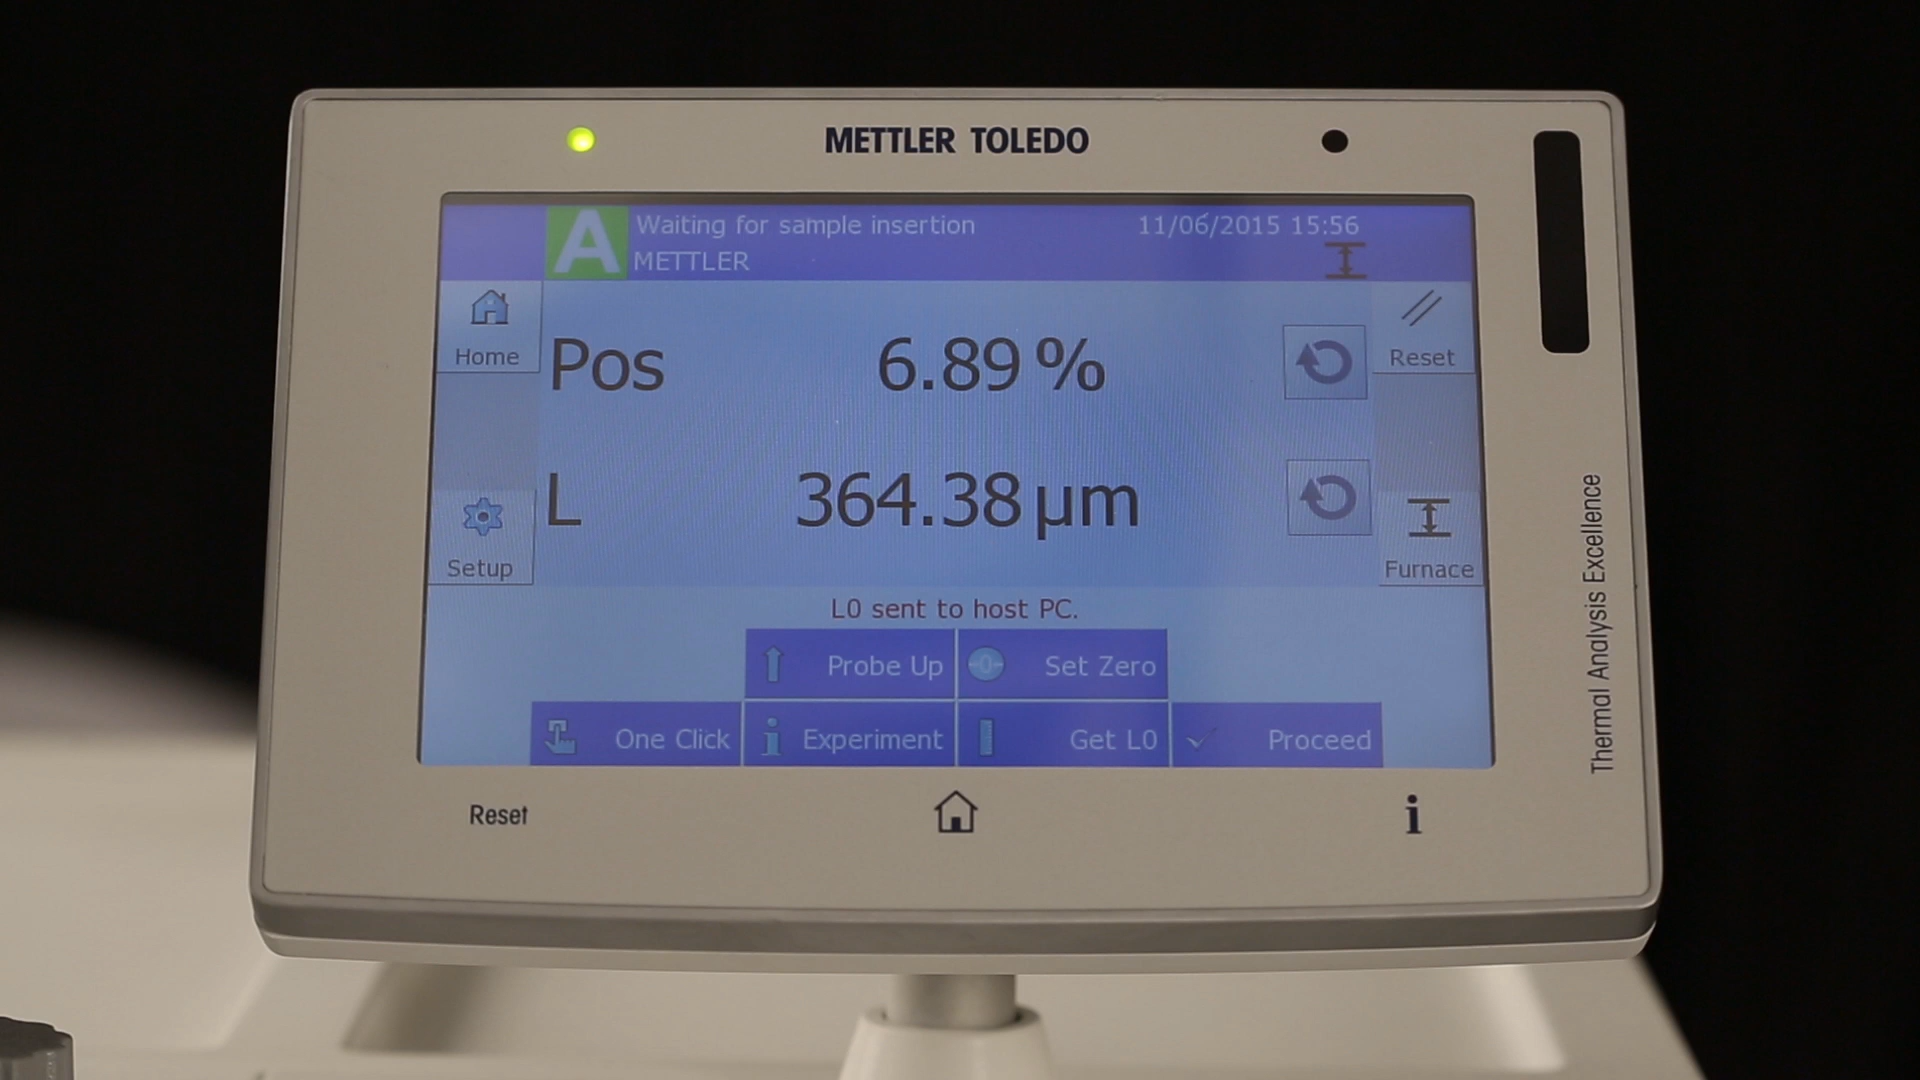 METTLER TOLEDO
A
Waiting for sample insertion
11/06/2015 15:56
METTLER
Home
Pos 6.89 %
Reset
L 364.38 µm
Setup
Furnace
L0 sent to host PC.
Probe Up
Set Zero
One Click
Experiment
Get L0
Proceed
Reset
i
Thermal Analysis Excellence